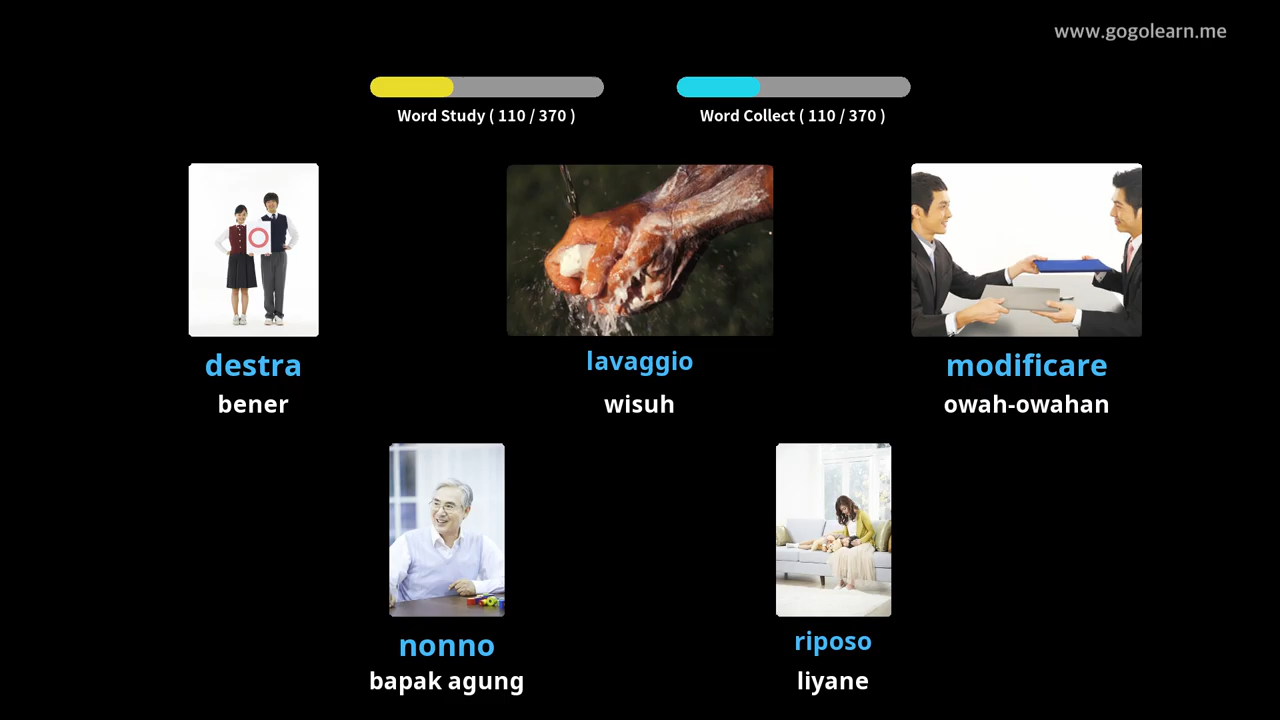 www.gogolearn.me
Word Study ( 110 / 370 )
Word Collect ( 110 / 370 )
destra
bener
lavaggio
wisuh
modificare
owah-owahan
nonno
bapak agung
riposo
liyane